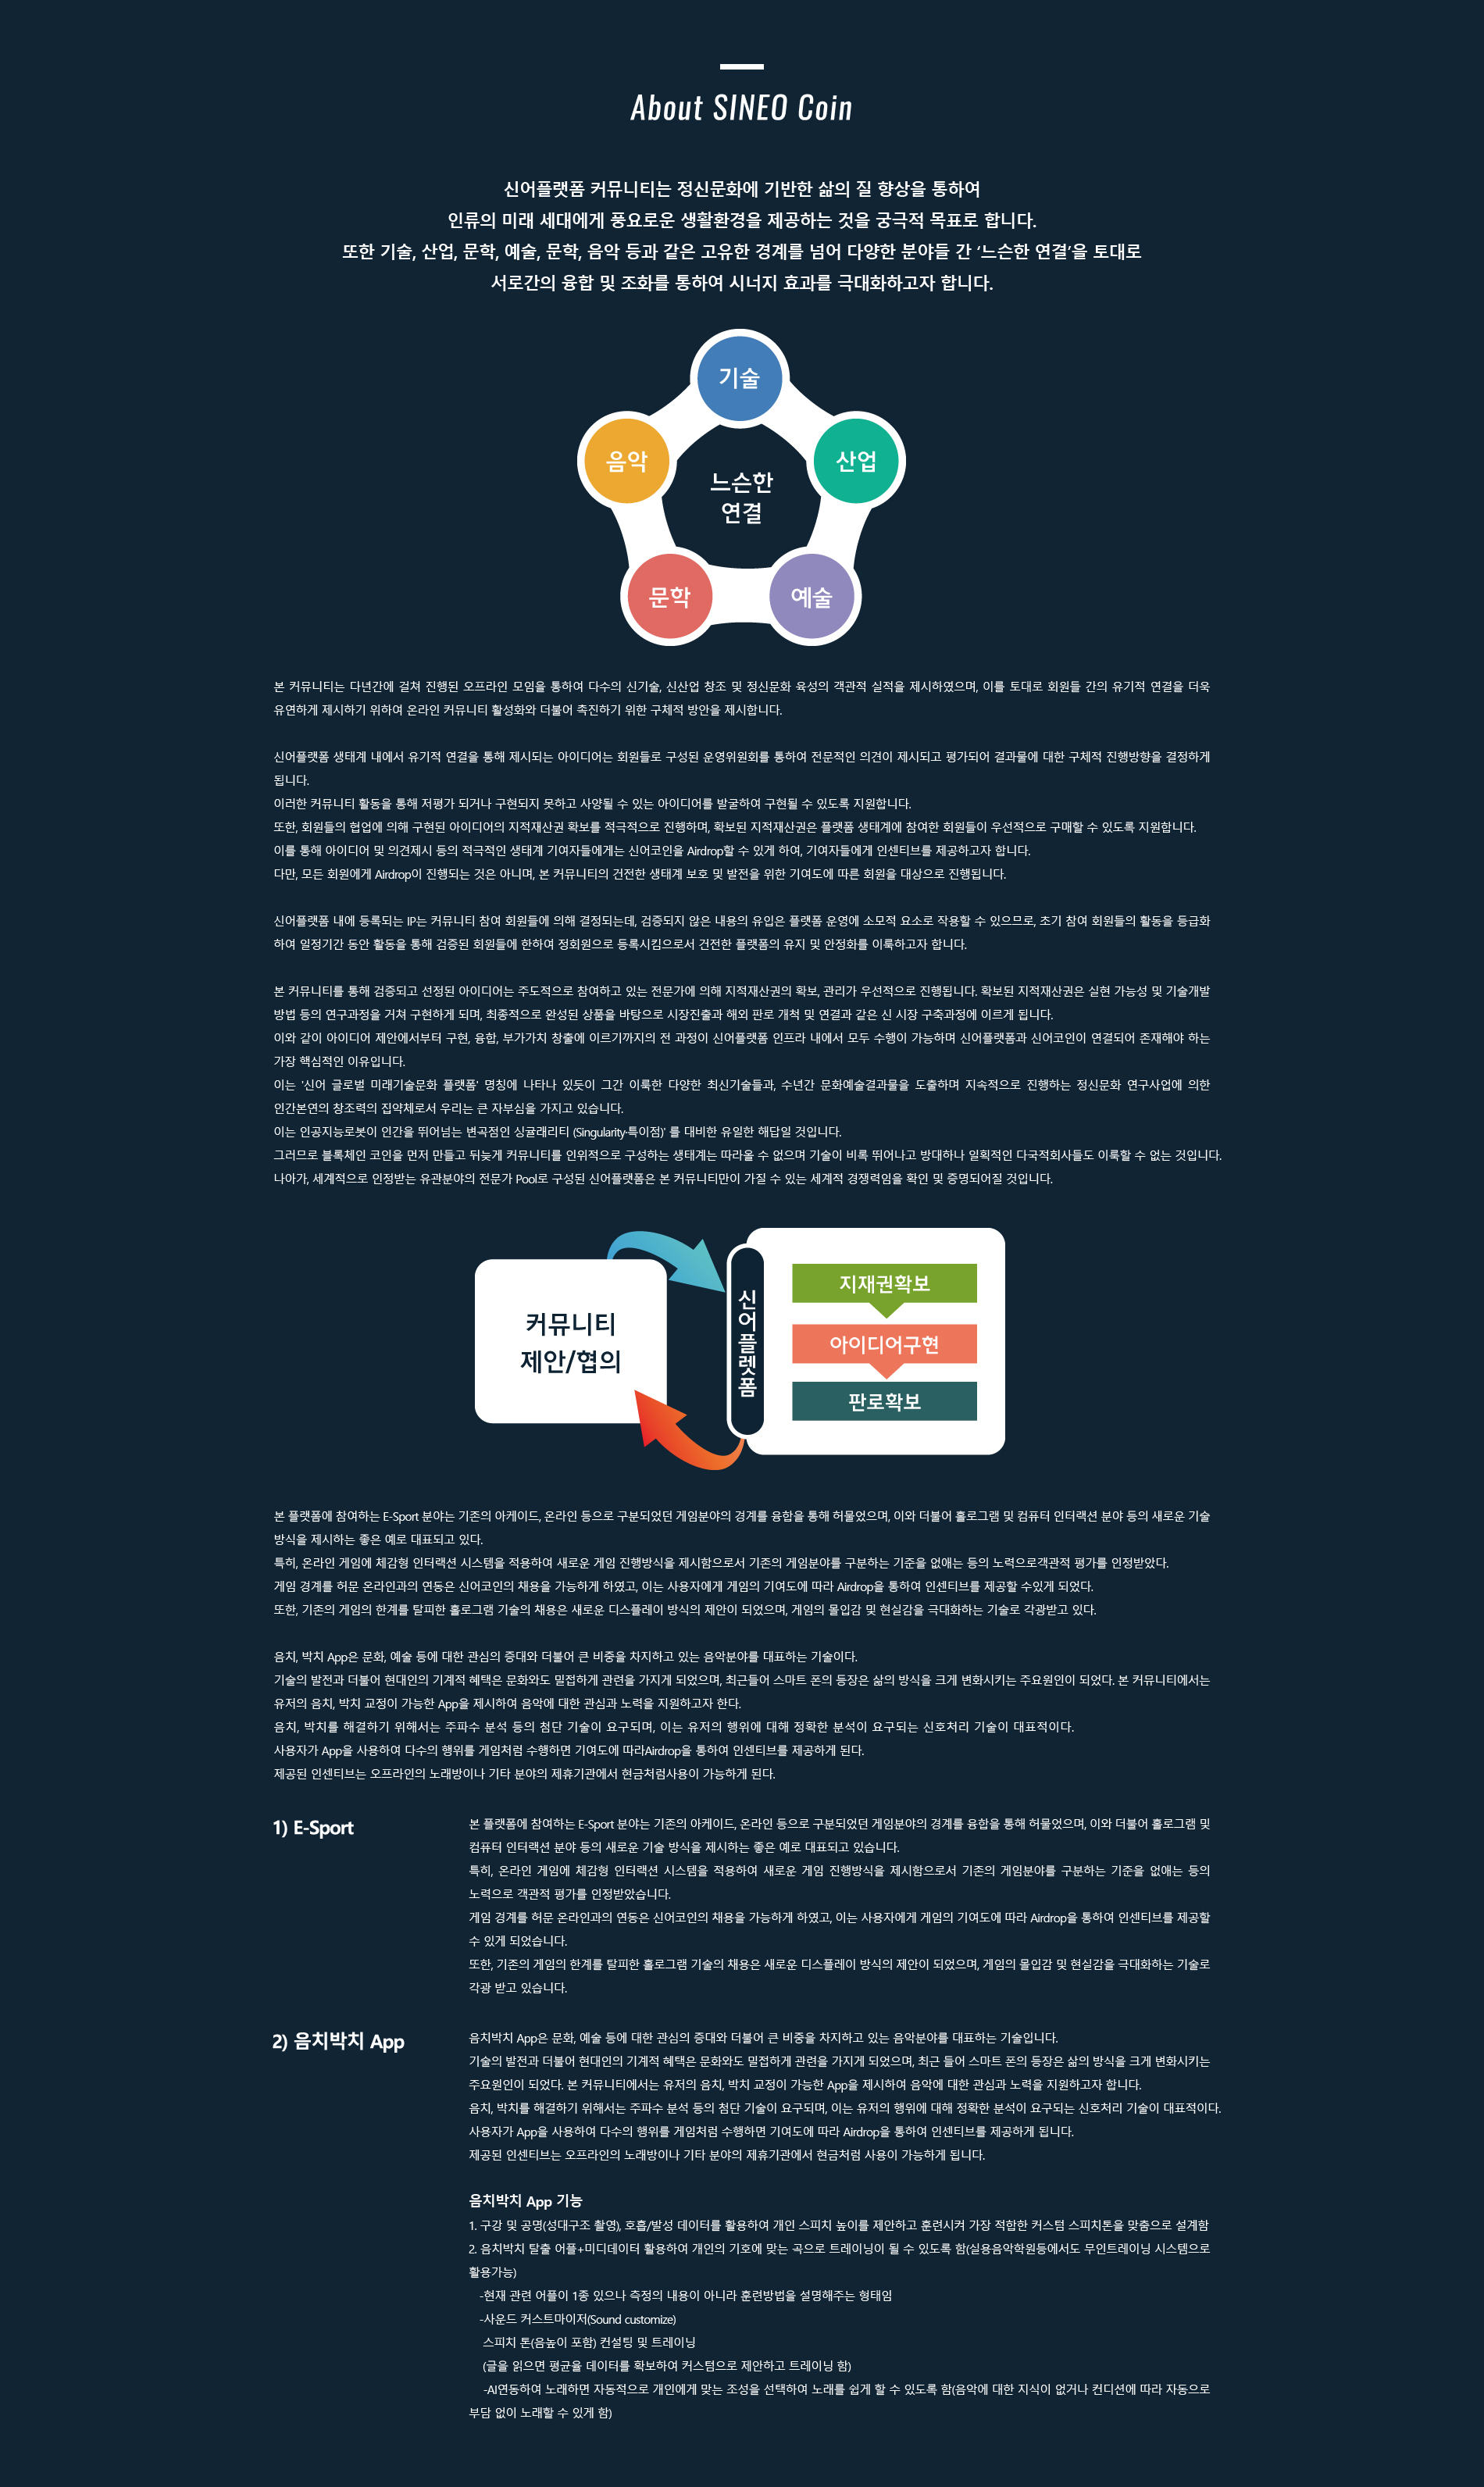 About SINEO Coin
신어플랫폼 커뮤니티는 정신문화에 기반한 삶의 질 향상을 통하여
인류의 미래 세대에게 풍요로운 생활환경을 제공하는 것을 궁극적 목표로 합니다.
또한 기술, 산업, 문학, 예술, 문학, 음악 등과 같은 고유한 경계를 넘어 다양한 분야들 간 ‘느슨한 연결’을 토대로
서로간의 융합 및 조화를 통하여 시너지 효과를 극대화하고자 합니다.
기술
음악
산업
느슨한
연결
문학
예술
본 커뮤니티는 다년간에 걸쳐 진행된 오프라인 모임을 통하여 다수의 신기술, 신산업 창조 및 정신문화 육성의 객관적 실적을 제시하였으며, 이를 토대로 회원들 간의 유기적 연결을 더욱
유연하게 제시하기 위하여 온라인 커뮤니티 활성화와 더불어 촉진하기 위한 구체적 방안을 제시합니다.
신어플랫폼 생태계 내에서 유기적 연결을 통해 제시되는 아이디어는 회원들로 구성된 운영위원회를 통하여 전문적인 의견이 제시되고 평가되어 결과물에 대한 구체적 진행방향을 결정하게
됩니다.
이러한 커뮤니티 활동을 통해 저평가 되거나 구현되지 못하고 사양될 수 있는 아이디어를 발굴하여 구현될 수 있도록 지원합니다.
또한, 회원들의 협업에 의해 구현된 아이디어의 지적재산권 확보를 적극적으로 진행하며, 확보된 지적재산권은 플랫폼 생태계에 참여한 회원들이 우선적으로 구매할 수 있도록 지원합니다.
이를 통해 아이디어 및 의견제시 등의 적극적인 생태계 기여자들에게는 신어코인을 Airdrop할 수 있게 하여, 기여자들에게 인센티브를 제공하고자 합니다.
다만, 모든 회원에게 Airdrop이 진행되는 것은 아니며, 본 커뮤니티의 건전한 생태계 보호 및 발전을 위한 기여도에 따른 회원을 대상으로 진행됩니다.
신어플랫폼 내에 등록되는 IP는 커뮤니티 참여 회원들에 의해 결정되는데, 검증되지 않은 내용의 유입은 플랫폼 운영에 소모적 요소로 작용할 수 있으므로, 초기 참여 회원들의 활동을 등급화
하여 일정기간 동안 활동을 통해 검증된 회원들에 한하여 정회원으로 등록시킴으로서 건전한 플랫폼의 유지 및 안정화를 이룩하고자 합니다.
본 커뮤니티를 통해 검증되고 선정된 아이디어는 주도적으로 참여하고 있는 전문가에 의해 지적재산권의 확보, 관리가 우선적으로 진행됩니다. 확보된 지적재산권은 실현 가능성 및 기술개발
방법 등의 연구과정을 거쳐 구현하게 되며, 최종적으로 완성된 상품을 바탕으로 시장진출과 해외 판로 개척 및 연결과 같은 신 시장 구축과정에 이르게 됩니다.
이와 같이 아이디어 제안에서부터 구현, 융합, 부가가치 창출에 이르기까지의 전 과정이 신어플랫폼 인프라 내에서 모두 수행이 가능하며 신어플랫폼과 신어코인이 연결되어 존재해야 하는
가장 핵심적인 이유입니다.
이는 '신어 글로벌 미래기술문화 플랫폼' 명칭에 나타나 있듯이 그간 이룩한 다양한 최신기술들과, 수년간 문화예술결과물을 도출하며 지속적으로 진행하는 정신문화 연구사업에 의한
인간본연의 창조력의 집약체로서 우리는 큰 자부심을 가지고 있습니다.
이는 인공지능로봇이 인간을 뛰어넘는 변곡점인 싱귤래리티 (Singularity·특이점)' 를 대비한 유일한 해답일 것입니다.
그러므로 블록체인 코인을 먼저 만들고 뒤늦게 커뮤니티를 인위적으로 구성하는 생태계는 따라올 수 없으며 기술이 비록 뛰어나고 방대하나 일획적인 다국적회사들도 이룩할 수 없는 것입니다.
나아가, 세계적으로 인정받는 유관분야의 전문가 Pool로 구성된 신어플랫폼은 본 커뮤니티만이 가질 수 있는 세계적 경쟁력임을 확인 및 증명되어질 것입니다.
커뮤니티
제안/협의
신어플렛폼
지재권확보
아이디어구현
판로확보
본 플랫폼에 참여하는 E-Sport 분야는 기존의 아케이드, 온라인 등으로 구분되었던 게임분야의 경계를 융합을 통해 허물었으며, 이와 더불어 홀로그램 및 컴퓨터 인터랙션 분야 등의 새로운 기술
방식을 제시하는 좋은 예로 대표되고 있다.
특히, 온라인 게임에 체감형 인터랙션 시스템을 적용하여 새로운 게임 진행방식을 제시함으로서 기존의 게임분야를 구분하는 기준을 없애는 등의 노력으로객관적 평가를 인정받았다.
게임 경계를 허문 온라인과의 연동은 신어코인의 채용을 가능하게 하였고, 이는 사용자에게 게임의 기여도에 따라 Airdrop을 통하여 인센티브를 제공할 수있게 되었다.
또한, 기존의 게임의 한계를 탈피한 홀로그램 기술의 채용은 새로운 디스플레이 방식의 제안이 되었으며, 게임의 몰입감 및 현실감을 극대화하는 기술로 각광받고 있다.
음치, 박치 App은 문화, 예술 등에 대한 관심의 증대와 더불어 큰 비중을 차지하고 있는 음악분야를 대표하는 기술이다.
기술의 발전과 더불어 현대인의 기계적 혜택은 문화와도 밀접하게 관련을 가지게 되었으며, 최근들어 스마트 폰의 등장은 삶의 방식을 크게 변화시키는 주요원인이 되었다. 본 커뮤니티에서는
유저의 음치, 박치 교정이 가능한 App을 제시하여 음악에 대한 관심과 노력을 지원하고자 한다.
음치, 박치를 해결하기 위해서는 주파수 분석 등의 첨단 기술이 요구되며, 이는 유저의 행위에 대해 정확한 분석이 요구되는 신호처리 기술이 대표적이다.
사용자가 App을 사용하여 다수의 행위를 게임처럼 수행하면 기여도에 따라Airdrop을 통하여 인센티브를 제공하게 된다.
제공된 인센티브는 오프라인의 노래방이나 기타 분야의 제휴기관에서 현금처럼사용이 가능하게 된다.
1) E-Sport
본 플랫폼에 참여하는 E-Sport 분야는 기존의 아케이드, 온라인 등으로 구분되었던 게임분야의 경계를 융합을 통해 허물었으며, 이와 더불어 홀로그램 및
컴퓨터 인터랙션 분야 등의 새로운 기술 방식을 제시하는 좋은 예로 대표되고 있습니다.
특히, 온라인 게임에 체감형 인터랙션 시스템을 적용하여 새로운 게임 진행방식을 제시함으로서 기존의 게임분야를 구분하는 기준을 없애는 등의
노력으로 객관적 평가를 인정받았습니다.
게임 경계를 허문 온라인과의 연동은 신어코인의 채용을 가능하게 하였고, 이는 사용자에게 게임의 기여도에 따라 Airdrop을 통하여 인센티브를 제공할
수 있게 되었습니다.
또한, 기존의 게임의 한계를 탈피한 홀로그램 기술의 채용은 새로운 디스플레이 방식의 제안이 되었으며, 게임의 몰입감 및 현실감을 극대화하는 기술로
각광 받고 있습니다.
2) 음치박치 App
음치박치 App은 문화, 예술 등에 대한 관심의 증대와 더불어 큰 비중을 차지하고 있는 음악분야를 대표하는 기술입니다.
기술의 발전과 더불어 현대인의 기계적 혜택은 문화와도 밀접하게 관련을 가지게 되었으며, 최근 들어 스마트 폰의 등장은 삶의 방식을 크게 변화시키는
주요원인이 되었다. 본 커뮤니티에서는 유저의 음치, 박치 교정이 가능한 App을 제시하여 음악에 대한 관심과 노력을 지원하고자 합니다.
음치, 박치를 해결하기 위해서는 주파수 분석 등의 첨단 기술이 요구되며, 이는 유저의 행위에 대해 정확한 분석이 요구되는 신호처리 기술이 대표적이다.
사용자가 App을 사용하여 다수의 행위를 게임처럼 수행하면 기여도에 따라 Airdrop을 통하여 인센티브를 제공하게 됩니다.
제공된 인센티브는 오프라인의 노래방이나 기타 분야의 제휴기관에서 현금처럼 사용이 가능하게 됩니다.
음치박치 App 기능
1. 구강 및 공명(성대구조 촬영), 호흡/발성 데이터를 활용하여 개인 스피치 높이를 제안하고 훈련시켜 가장 적합한 커스텀 스피치톤을 맞춤으로 설계함
2. 음치박치 탈출 어플+미디데이터 활용하여 개인의 기호에 맞는 곡으로 트레이닝이 될 수 있도록 함(실용음악학원등에서도 무인트레이닝 시스템으로
활용가능)
-현재 관련 어플이 1종 있으나 측정의 내용이 아니라 훈련방법을 설명해주는 형태임
-사운드 커스트마이저(Sound customize)
스피치 톤(음높이 포함) 컨설팅 및 트레이닝
(글을 읽으면 평균율 데이터를 확보하여 커스텀으로 제안하고 트레이닝 함)
-AI연동하여 노래하면 자동적으로 개인에게 맞는 조성을 선택하여 노래를 쉽게 할 수 있도록 함(음악에 대한 지식이 없거나 컨디션에 따라 자동으로
부담 없이 노래할 수 있게 함)